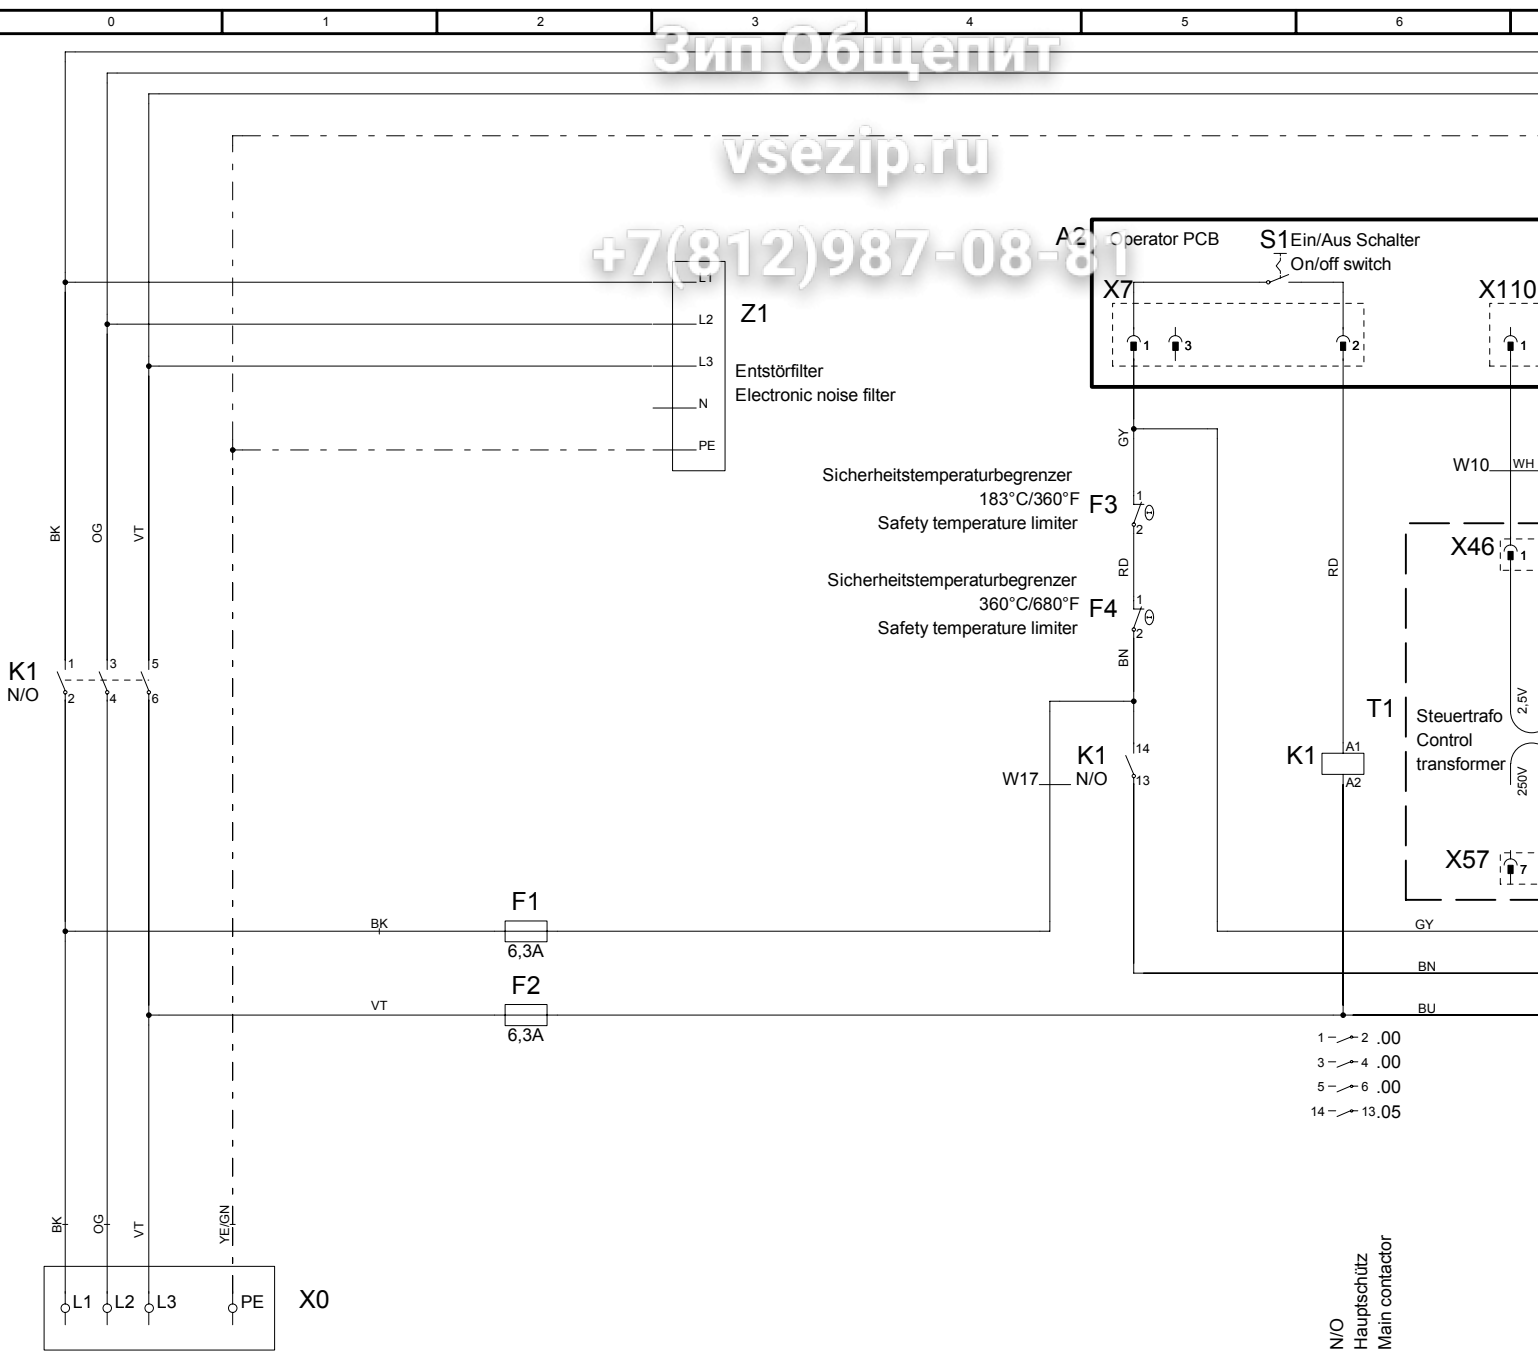 0 1 2 3 4 5 6
Зип Общепит
vsezip.ru
+7(812)987-08-81
A2 Operator PCB
S1 Ein/Aus Schalter
On/off switch
X7
1 3 2
X110
1
L1
L2
L3
N
PE
Z1
Entstörfilter
Electronic noise filter
GY
W10 WH
Sicherheitstemperaturbegrenzer
183°C/360°F
Safety temperature limiter
F3
1
2
BK OG VT
RD
RD
X46
1
Sicherheitstemperaturbegrenzer
360°C/680°F
Safety temperature limiter
F4
1
2
BN
K1
N/O
1 3 5
2 4 6
T1
Steuertrafo
Control
transformer
2,5V
250V
W17
K1
N/O
14
13
K1
A1
A2
X57
7
F1
BK
6,3A
GY
F2
BN
VT
6,3A
BU
1 2 .00
3 4 .00
5 6 .00
14 13 .05
BK OG VT YE/GN
L1 L2 L3 PE
X0
N/O
Hauptschütz
Main contactor